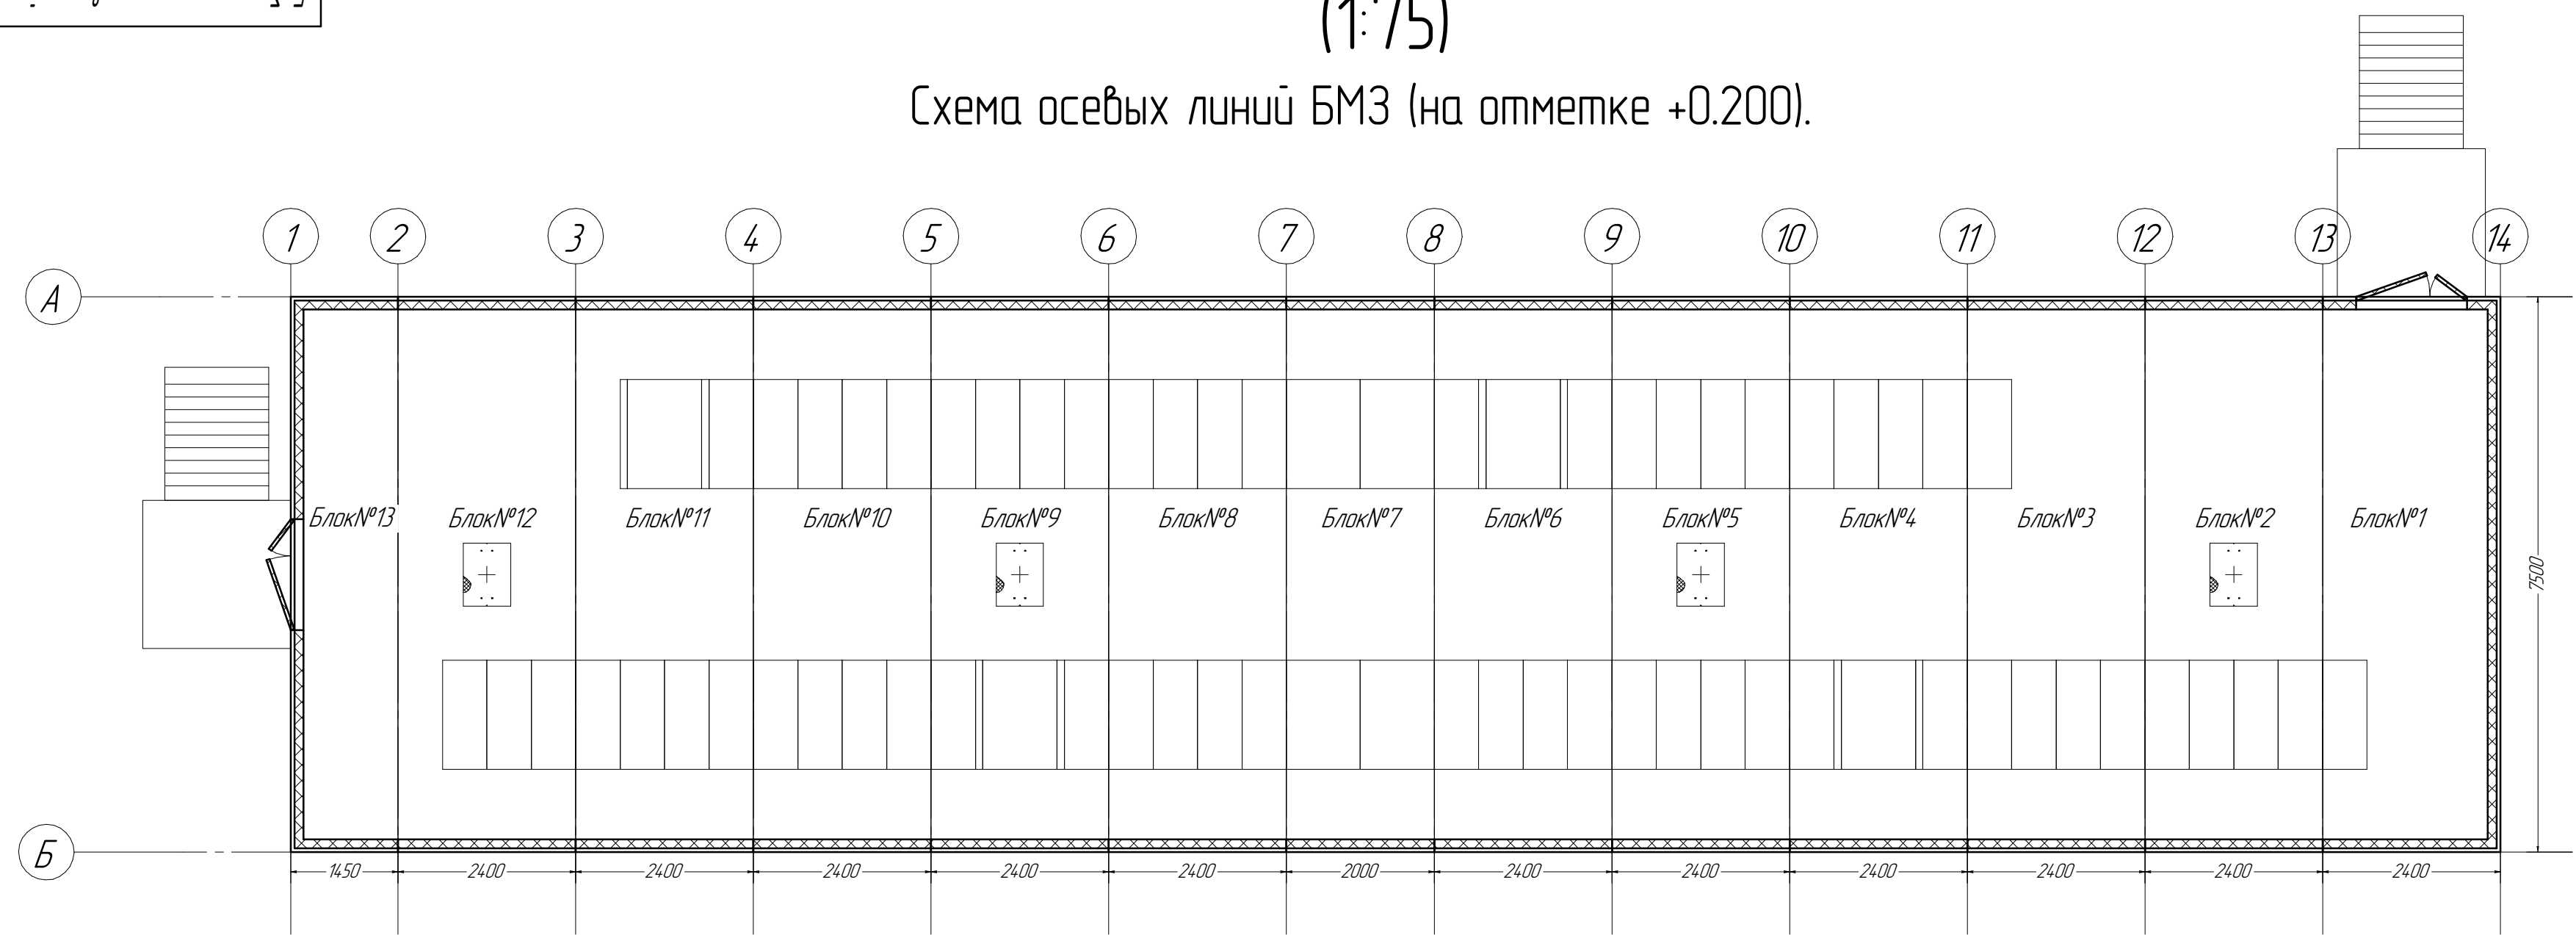 (1:75)
Схема осевых линий БМЗ (на отметке +0.200).
1 2 3 4 5 6 7 8 9 10 11 12 13 14
А
Блок№13 Блок№12 Блок№11 Блок№10 Блок№9 Блок№8 Блок№7 Блок№6 Блок№5 Блок№4 Блок№3 Блок№2 Блок№1
7500
Б
1450 2400 2400 2400 2400 2400 2000 2400 2400 2400 2400 2400 2400